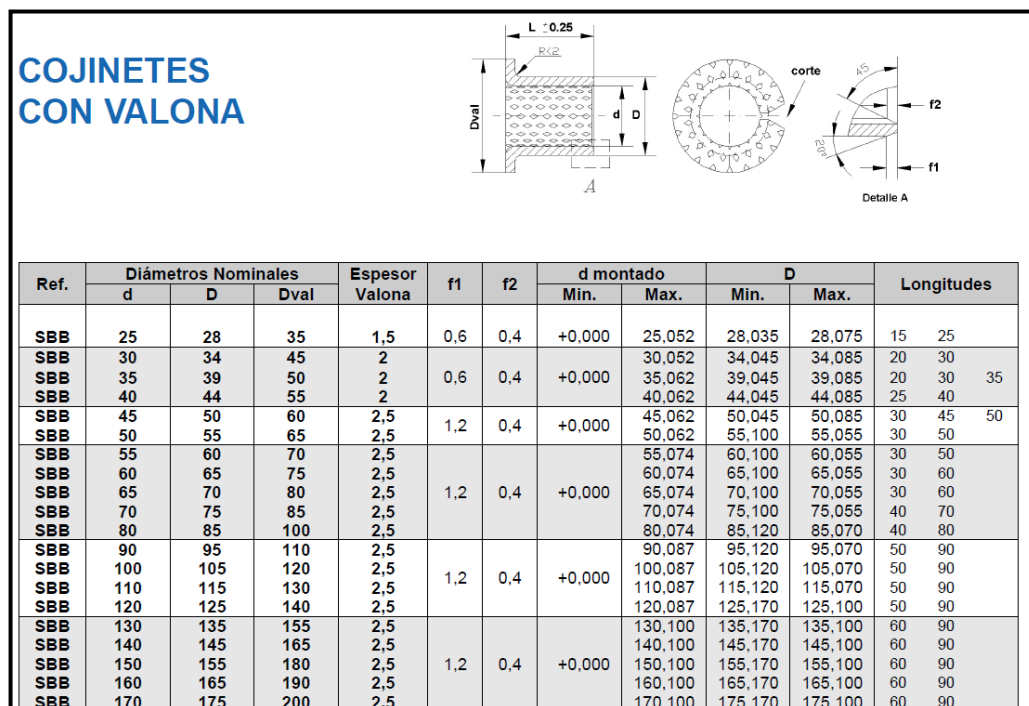 COJINETES
CON VALONA
L ±0.25
R<2
Dval
d
D
A
corte
45
20º
f2
f1
Detalle A
Ref. Diámetros Nominales Espesor Valona f1 f2 d montado D Longitudes
d D Dval Min. Max. Min. Max.
SBB 25 28 35 1,5 0,6 0,4 +0,000 25,052 28,035 28,075 15 25
SBB 30 34 45 2 30,052 34,045 34,085 20 30
SBB 35 39 50 2 0,6 0,4 +0,000 35,062 39,045 39,085 20 30 35
SBB 40 44 55 2 40,062 44,045 44,085 25 40
SBB 45 50 60 2,5 1,2 0,4 +0,000 45,062 50,045 50,085 30 45 50
SBB 50 55 65 2,5 50,062 55,100 55,055 30 50
SBB 55 60 70 2,5 55,074 60,100 60,055 30 50
SBB 60 65 75 2,5 60,074 65,100 65,055 30 60
SBB 65 70 80 2,5 1,2 0,4 +0,000 65,074 70,100 70,055 30 60
SBB 70 75 85 2,5 70,074 75,100 75,055 40 70
SBB 80 85 100 2,5 80,074 85,120 85,070 40 80
SBB 90 95 110 2,5 90,087 95,120 95,070 50 90
SBB 100 105 120 2,5 1,2 0,4 +0,000 100,087 105,120 105,070 50 90
SBB 110 115 130 2,5 110,087 115,120 115,070 50 90
SBB 120 125 140 2,5 120,087 125,170 125,100 50 90
SBB 130 135 155 2,5 130,100 135,170 135,100 60 90
SBB 140 145 165 2,5 140,100 145,170 145,100 60 90
SBB 150 155 180 2,5 1,2 0,4 +0,000 150,100 155,170 155,100 60 90
SBB 160 165 190 2,5 160,100 165,170 165,100 60 90
SBB 170 175 200 2,5 170,100 175,170 175,100 60 90